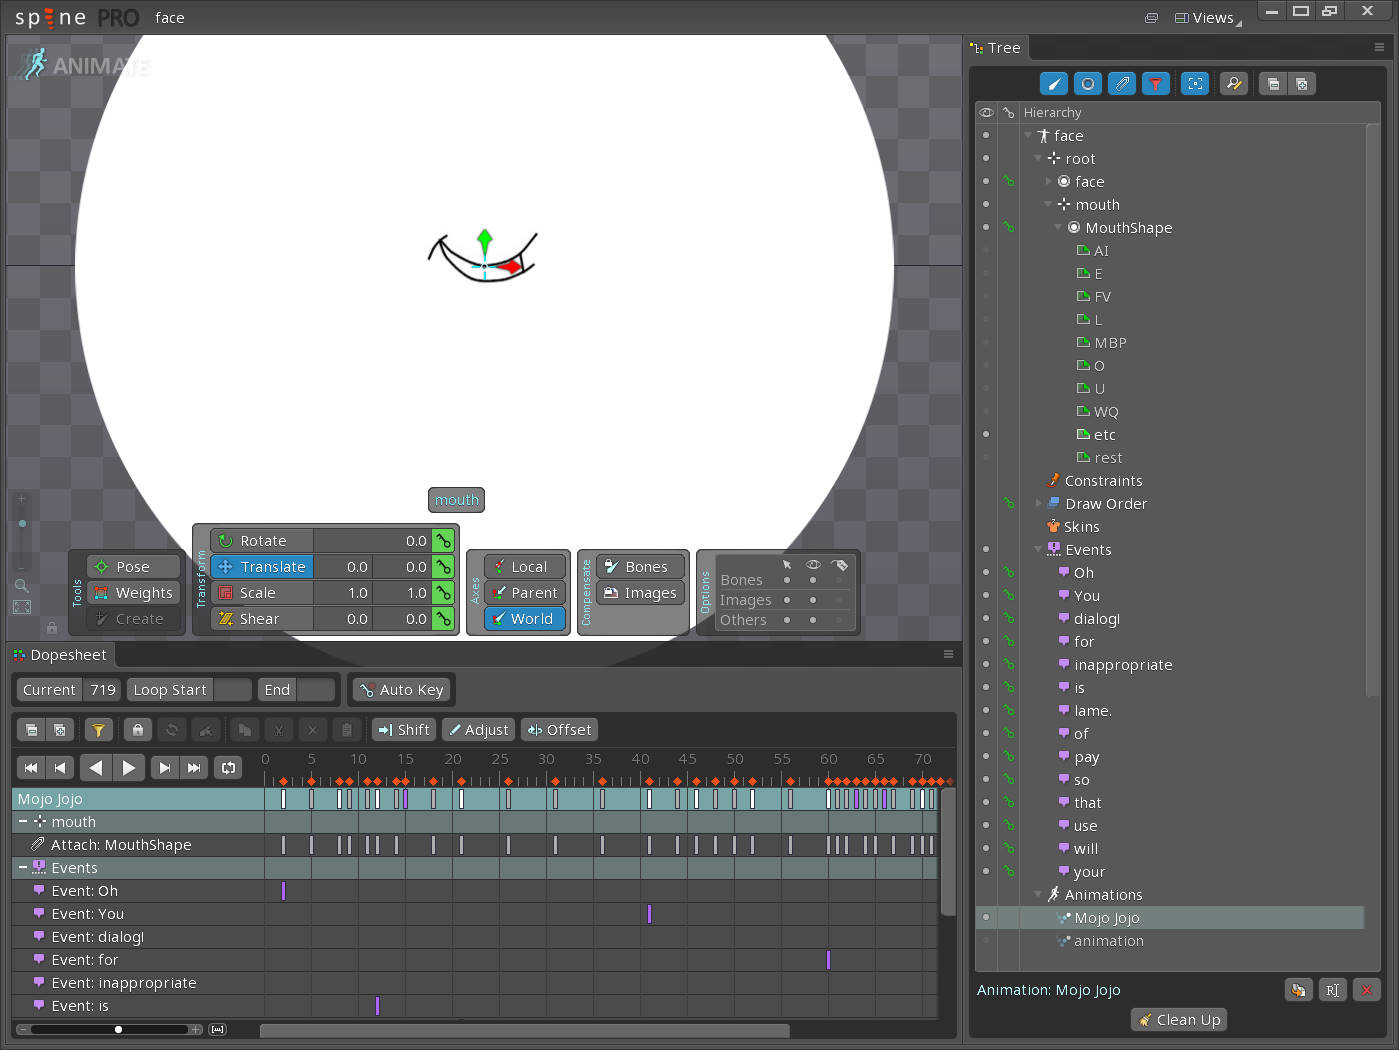 spine PRO face
Views
ANIMATE
mouth
Tools
Pose
Weights
Create
Transform
Rotate 0.0
Translate 0.0 0.0
Scale 1.0 1.0
Shear 0.0 0.0
Axes
Local
Parent
World
Compensate
Bones
Images
Options
Bones
Images
Others
Dopesheet
Current 719 Loop Start End Auto Key
Shift Adjust Offset
0 5 10 15 20 25 30 35 40 45 50 55 60 65 70
Mojo Jojo
mouth
Attach: MouthShape
Events
Event: Oh
Event: You
Event: dialogI
Event: for
Event: inappropriate
Event: is
Tree
Hierarchy
face
root
face
mouth
MouthShape
AI
E
FV
L
MBP
O
U
WQ
etc
rest
Constraints
Draw Order
Skins
Events
Oh
You
dialogI
for
inappropriate
is
lame.
of
pay
so
that
use
will
your
Animations
Mojo Jojo
animation
Animation: Mojo Jojo
Clean Up